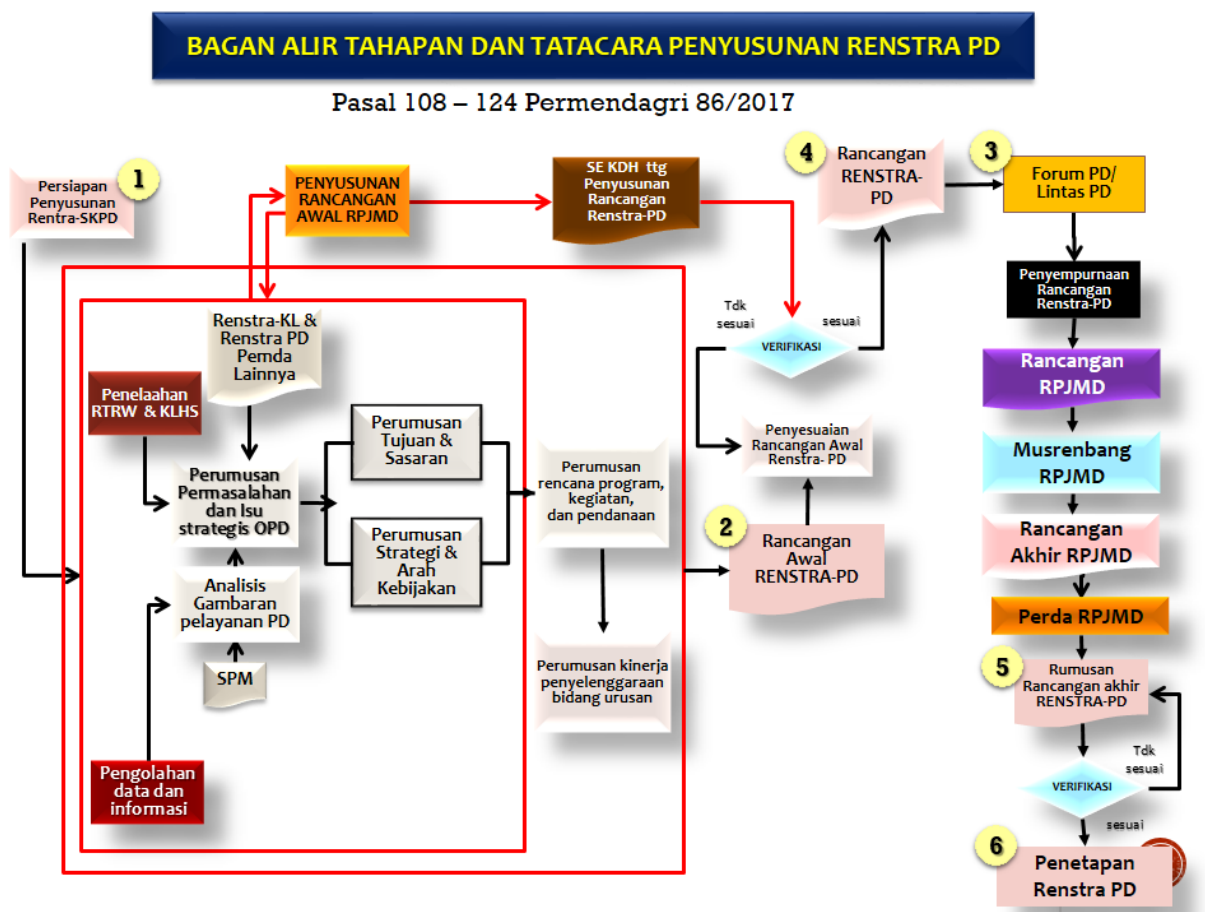 BAGAN ALIR TAHAPAN DAN TATACARA PENYUSUNAN RENSTRA PD
Pasal 108 – 124 Permendagri 86/2017
1
Persiapan
Penyusunan
Rentra-SKPD
PENYUSUNAN
RANCANGAN
AWAL RPJMD
SE KDH ttg
Penyusunan
Rancangan
Renstra-PD
4
Rancangan
RENSTRA-
PD
3
Forum PD/
Lintas PD
Penyempurnaan
Rancangan
Renstra-PD
Tdk
sesuai
sesuai
VERIFIKASI
Renstra-KL &
Renstra PD
Pemda
Lainnya
Penelaahan
RTRW & KLHS
Perumusan
Permasalahan
dan Isu
strategis OPD
Perumusan
Tujuan &
Sasaran
Perumusan
Strategi &
Arah
Kebijakan
Analisis
Gambaran
pelayanan PD
SPM
Pengolahan
data dan
informasi
Perumusan
rencana program,
kegiatan,
dan pendanaan
Perumusan kinerja
penyelenggaraan
bidang urusan
Penyesuaian
Rancangan Awal
Renstra- PD
2
Rancangan
Awal
RENSTRA-PD
Rancangan
RPJMD
Musrenbang
RPJMD
Rancangan
Akhir RPJMD
Perda RPJMD
5
Rumusan
Rancangan akhir
RENSTRA-PD
Tdk
sesuai
VERIFIKASI
sesuai
6
Penetapan
Renstra PD